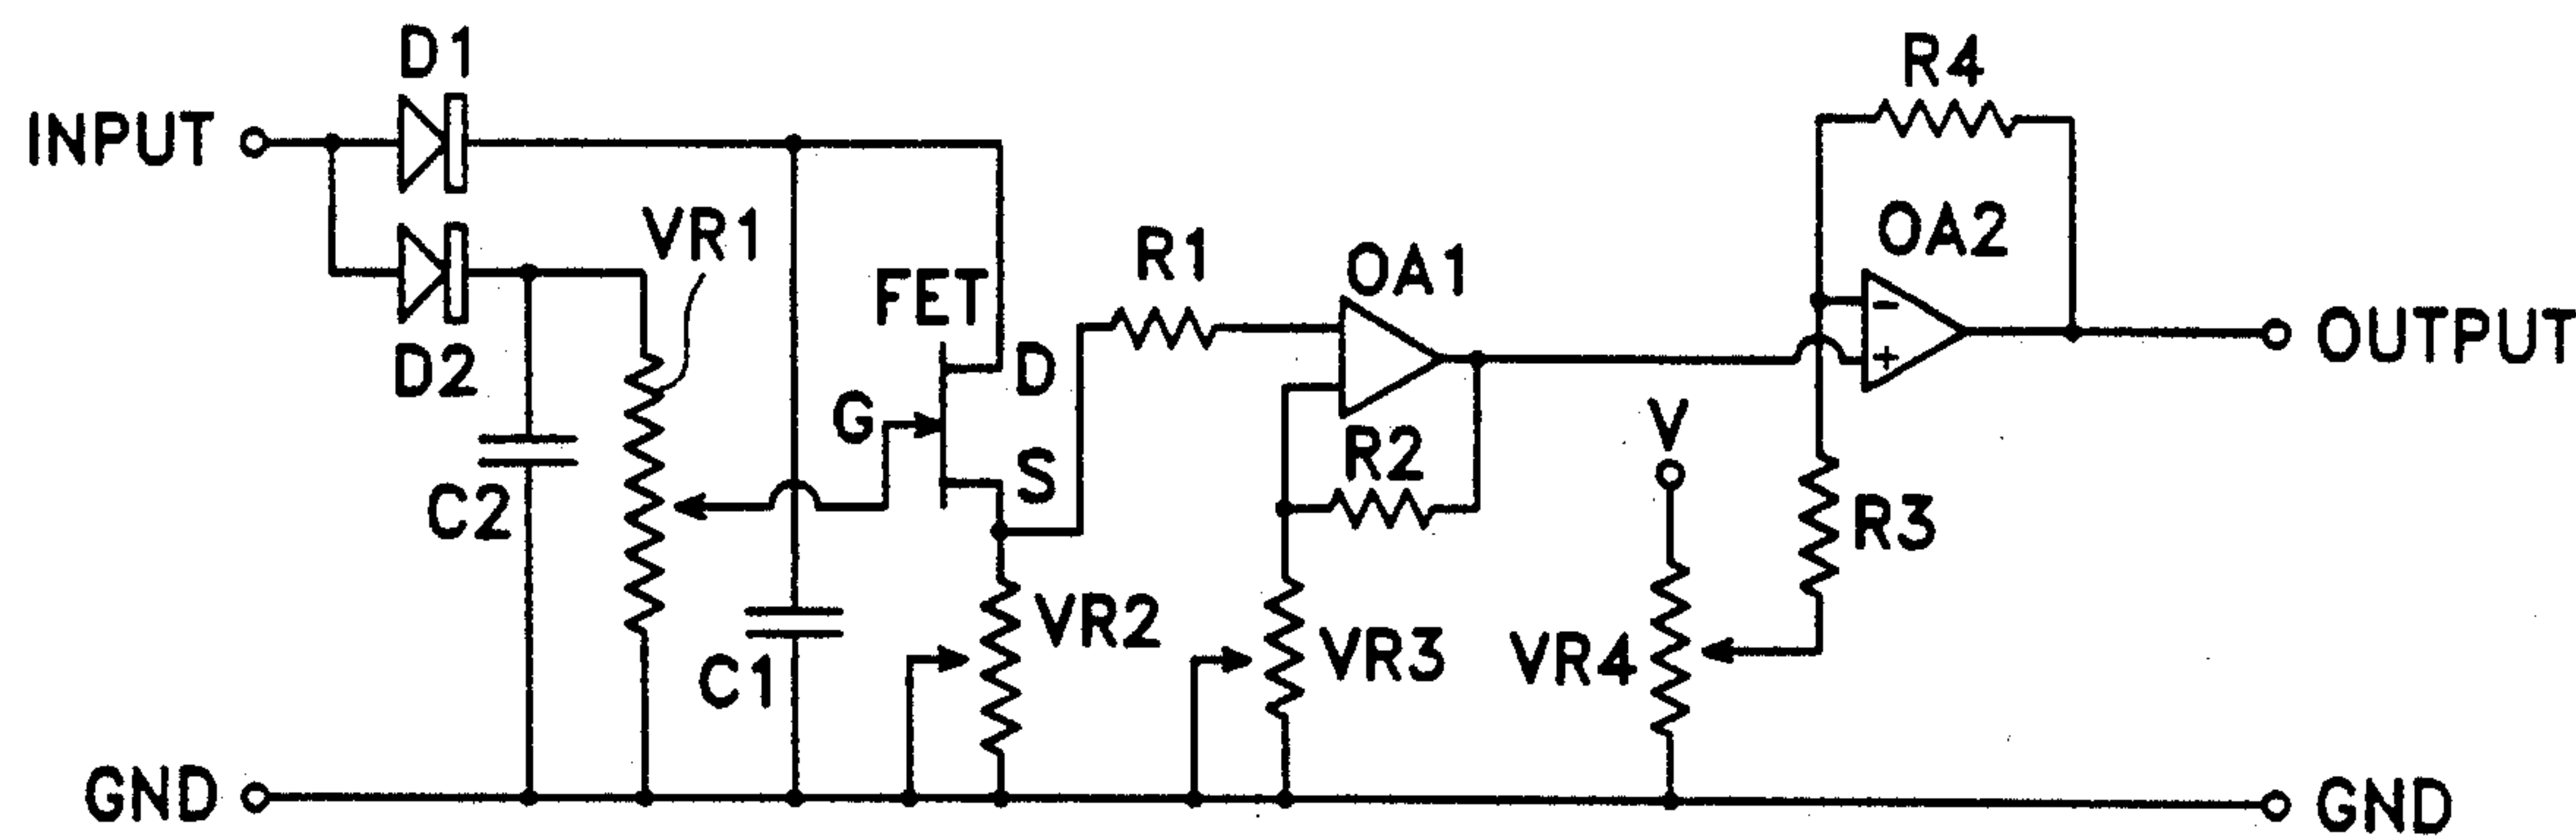 D1
R4
INPUT
VR1
OA2
R1
OA1
FET
D
OUTPUT
D2
G
V
S
R2
C2
R3
VR2
VR3
VR4
C1
GND
GND
-
+